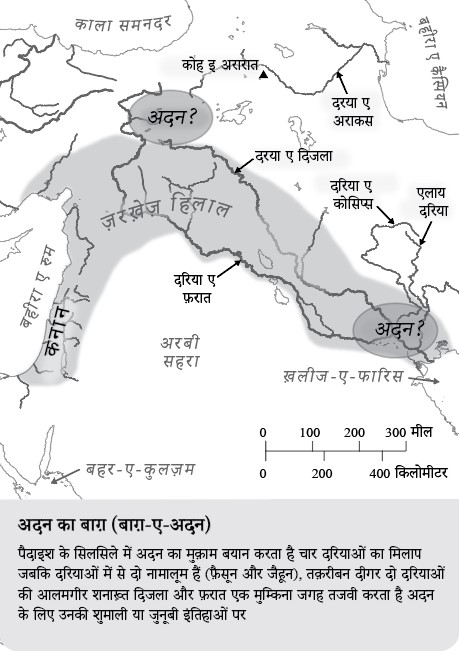 काला समनदर
बहीरा ए कैसियन
कोह इ अरारात
दरया ए
अराकस
अदन?
दरया ए दिजला
ज़रख़ेज़ हिलाल
दरिया ए
कोसिप्स
एलाय
दरिया
बहीरा ए रुम
कनान
दरिया ए
फ़रात
अदन?
अरबी
सहरा
ख़लीज-ए-फारिस
0 100 200 300 मील
0 200 400 किलोमीटर
बहर-ए-कुलज़म
अदन का बाग़ (बाग़-ए-अदन)
पैदाइश के सिलसिले में अदन का मुक़ाम बयान करता है चार दरियाओं का मिलाप
जबकि दरियाओं में से दो नामालूम हैं (फ़ैसून और जैहून), तक़रीबन दीगर दो दरियाओं
की आलमगीर शनाख़्त दिजला और फ़रात एक मुम्किना जगह तजवी करता है अदन
के लिए उनकी शुमाली या जुनूबी इंतिहाओं पर